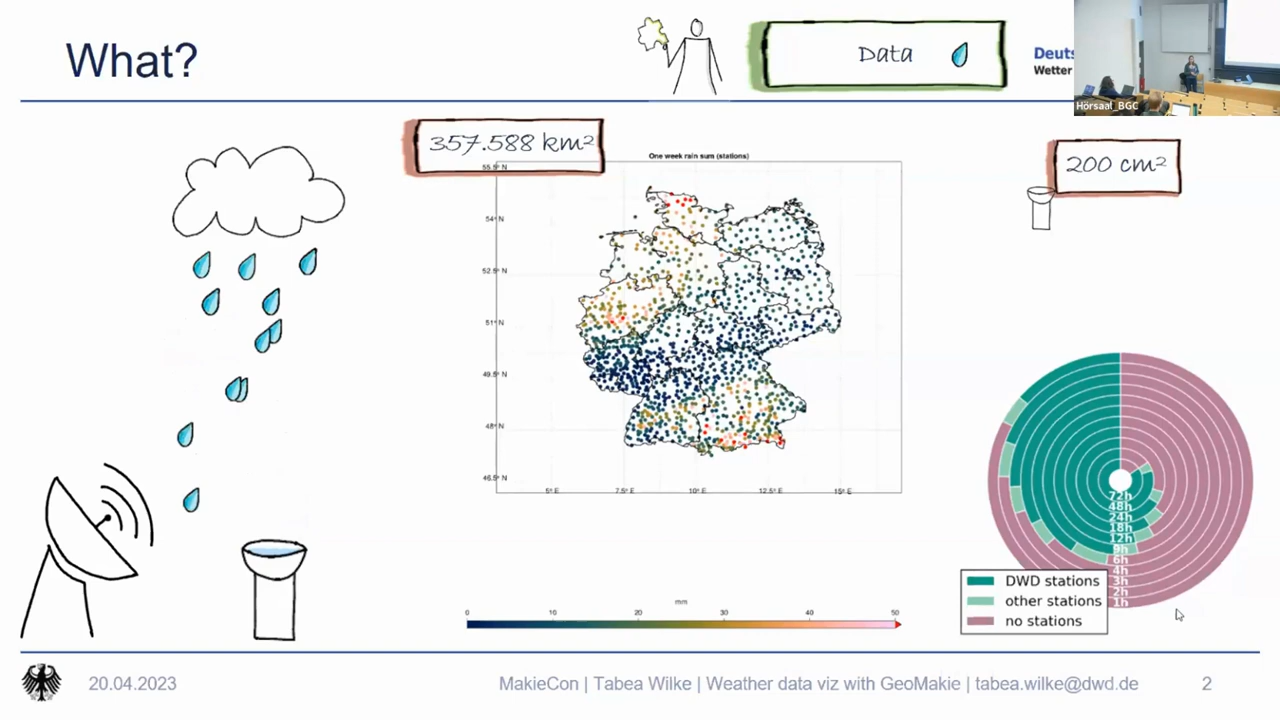 What?
Data
Deuts
Wetter
Hörsaal_BGC
357.588 km²
200 cm²
One week rain sum (stations)
55.5° N
54° N
52.5° N
51° N
49.5° N
48° N
46.5° N
5° E
7.5° E
10° E
12.5° E
15° E
mm
0
10
20
30
40
50
72h
48h
24h
18h
12h
9h
6h
4h
3h
2h
1h
DWD stations
other stations
no stations
20.04.2023
MakieCon | Tabea Wilke | Weather data viz with GeoMakie | tabea.wilke@dwd.de
2